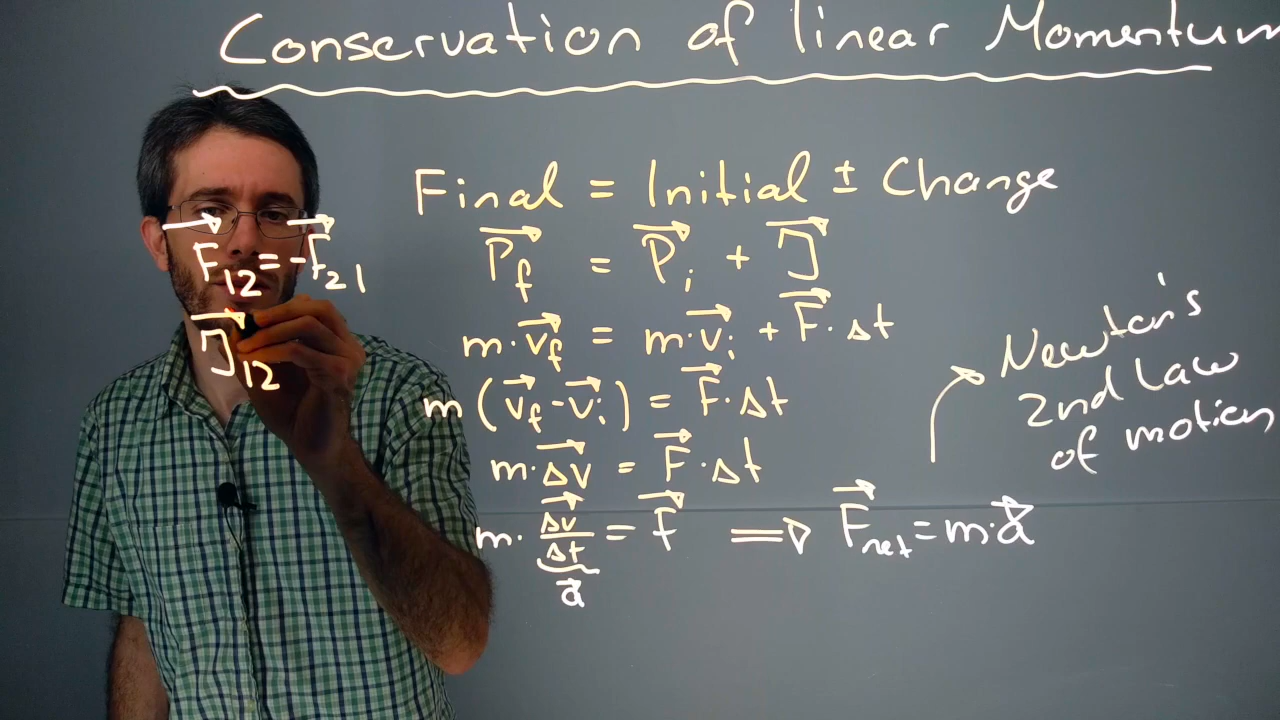 Conservation of linear Momentum
Final = Initial ± Change
P⃗f = P⃗i + J⃗
m·v⃗f = m·v⃗i + F⃗·Δt
m(v⃗f-v⃗i) = F⃗·Δt
m·Δv⃗ = F⃗·Δt
m·Δv⃗/Δt = F⃗ ⟹ F⃗net=m·a⃗
a⃗
Newton's
2nd Law
of motion
F⃗12=-F⃗21
J⃗12